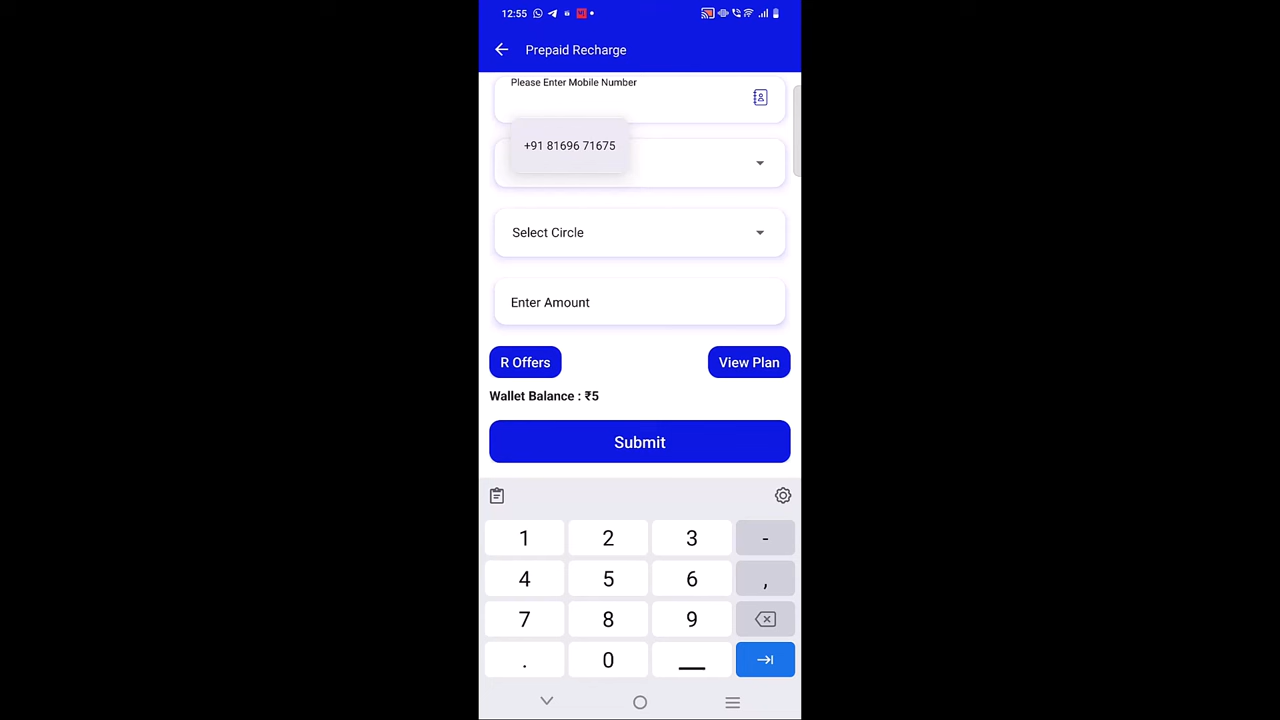 12:55
Prepaid Recharge
Please Enter Mobile Number
+91 81696 71675
Select Circle
Enter Amount
R Offers View Plan
Wallet Balance : ₹5
Submit
1 2 3 -
4 5 6 ,
7 8 9
. 0